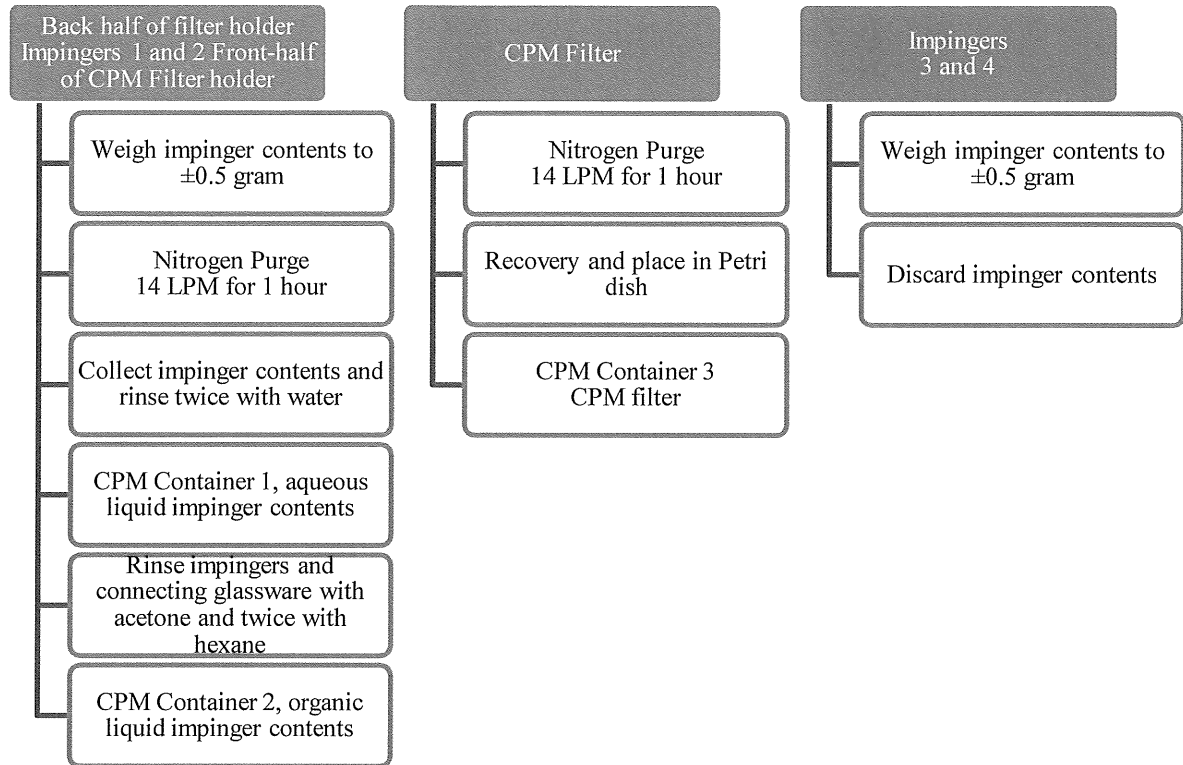 Back half of filter holder
Impingers 1 and 2 Front-half
of CPM Filter holder
Weigh impinger contents to
±0.5 gram
Nitrogen Purge
14 LPM for 1 hour
Collect impinger contents and
rinse twice with water
CPM Container 1, aqueous
liquid impinger contents
Rinse impingers and
connecting glassware with
acetone and twice with
hexane
CPM Container 2, organic
liquid impinger contents
CPM Filter
Nitrogen Purge
14 LPM for 1 hour
Recovery and place in Petri
dish
CPM Container 3
CPM filter
Impingers
3 and 4
Weigh impinger contents to
±0.5 gram
Discard impinger contents